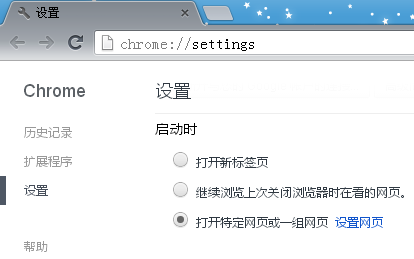 设置
chrome://settings
Chrome
设置
历史记录
启动时
扩展程序
打开新标签页
设置
继续浏览上次关闭浏览器时在看的网页。
打开特定网页或一组网页 设置网页
帮助